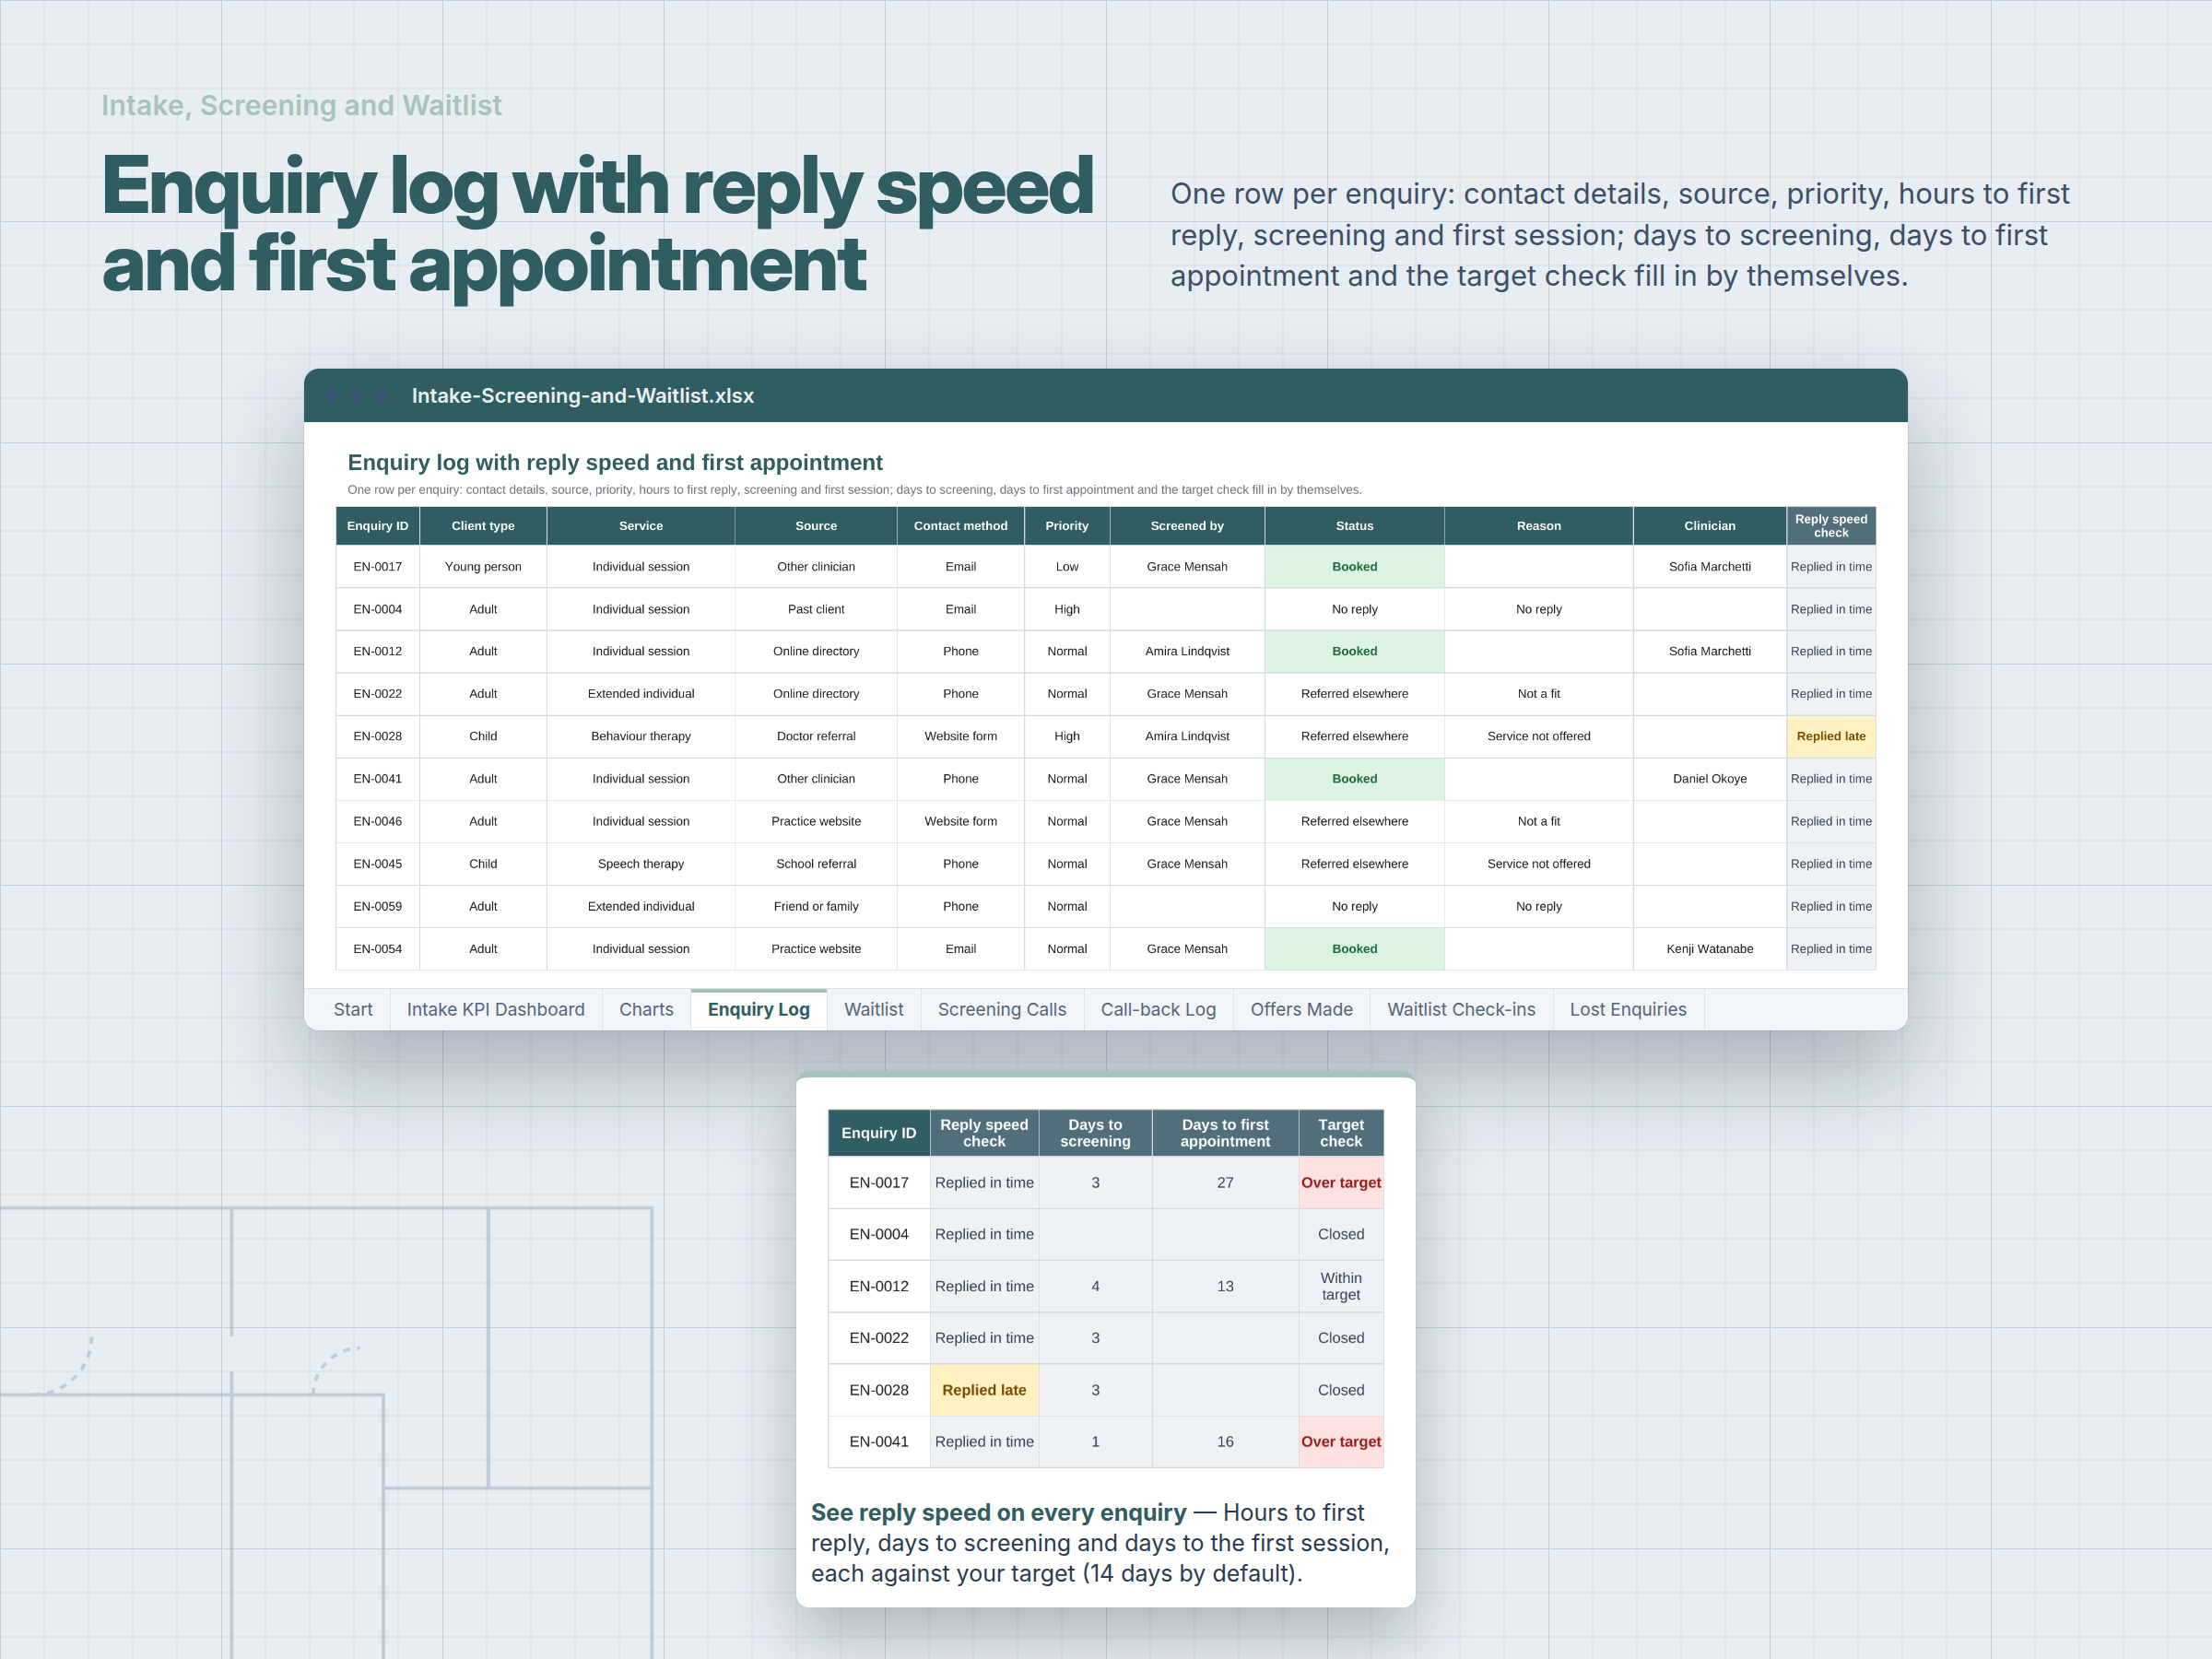 Intake, Screening and Waitlist
Enquiry log with reply speed
and first appointment
One row per enquiry: contact details, source, priority, hours to first
reply, screening and first session; days to screening, days to first
appointment and the target check fill in by themselves.
Intake-Screening-and-Waitlist.xlsx
Enquiry log with reply speed and first appointment
One row per enquiry: contact details, source, priority, hours to first reply, screening and first session; days to screening, days to first appointment and the target check fill in by themselves.
Enquiry ID Client type Service Source Contact method Priority Screened by Status Reason Clinician Reply speed check
EN-0017 Young person Individual session Other clinician Email Low Grace Mensah Booked Sofia Marchetti Replied in time
EN-0004 Adult Individual session Past client Email High No reply No reply Replied in time
EN-0012 Adult Individual session Online directory Phone Normal Amira Lindqvist Booked Sofia Marchetti Replied in time
EN-0022 Adult Extended individual Online directory Phone Normal Grace Mensah Referred elsewhere Not a fit Replied in time
EN-0028 Child Behaviour therapy Doctor referral Website form High Amira Lindqvist Referred elsewhere Service not offered Replied late
EN-0041 Adult Individual session Other clinician Phone Normal Grace Mensah Booked Daniel Okoye Replied in time
EN-0046 Adult Individual session Practice website Website form Normal Grace Mensah Referred elsewhere Not a fit Replied in time
EN-0045 Child Speech therapy School referral Phone Normal Grace Mensah Referred elsewhere Service not offered Replied in time
EN-0059 Adult Extended individual Friend or family Phone Normal No reply No reply Replied in time
EN-0054 Adult Individual session Practice website Email Normal Grace Mensah Booked Kenji Watanabe Replied in time
Start Intake KPI Dashboard Charts Enquiry Log Waitlist Screening Calls Call-back Log Offers Made Waitlist Check-ins Lost Enquiries
Enquiry ID Reply speed check Days to screening Days to first appointment Target check
EN-0017 Replied in time 3 27 Over target
EN-0004 Replied in time Closed
EN-0012 Replied in time 4 13 Within target
EN-0022 Replied in time 3 Closed
EN-0028 Replied late 3 Closed
EN-0041 Replied in time 1 16 Over target
See reply speed on every enquiry — Hours to first
reply, days to screening and days to the first session,
each against your target (14 days by default).